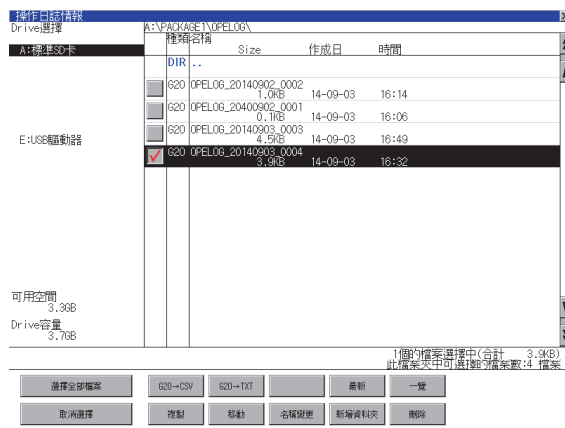 操作日誌情報
Drive選擇
A:\PACKAGE1\OPELOG\
種類 名稱
Size 作成日 時間
A:標準SD卡
DIR ..
G2O OPELOG_20140902_0002
1.0KB 14-09-03 16:14
G2O OPELOG_20400902_0001
0.1KB 14-09-03 16:06
G2O OPELOG_20140903_0003
4.5KB 14-09-03 16:49
E:USB驅動器
G2O OPELOG_20140903_0004
3.9KB 14-09-03 16:32
可用空間
3.3GB
Drive容量
3.7GB
1個的檔案選擇中(合計 3.9KB)
此檔案夾中可選擇的檔案數:4 檔案
選擇全部檔案 G2O→CSV G2O→TXT 最新 一覽
取消選擇 複製 移動 名稱變更 新增資料夾 刪除